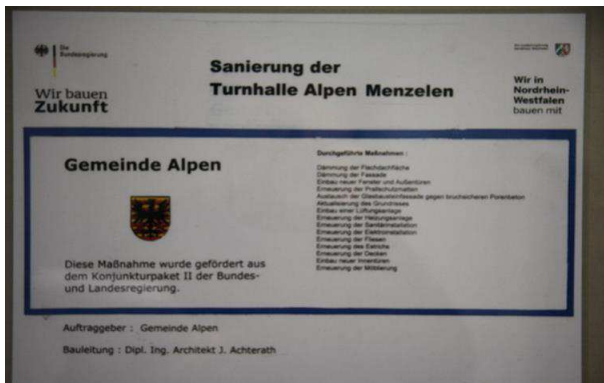 Die
Bundesregierung
Wir bauen
Zukunft
Sanierung der
Turnhalle Alpen Menzelen
Wir in
Nordrhein-
Westfalen
bauen mit
Gemeinde Alpen
Diese Maßnahme wurde gefördert aus
dem Konjunkturpaket II der Bundes-
und Landesregierung.
Durchgeführte Maßnahmen :
Dämmung der Flachdachfläche
Dämmung der Fassade
Einbau neuer Fenster und Außentüren
Erneuerung der Prallschutzmatten
Austausch der Glasbausteinfassade gegen bruchsicheren Porenbeton
Aktualisierung des Grundrisses
Einbau einer Lüftungsanlage
Erneuerung der Heizungsanlage
Erneuerung der Sanitärinstallation
Erneuerung der Elektroinstallation
Erneuerung der Fliesen
Erneuerung des Estrichs
Erneuerung der Decken
Einbau neuer Innentüren
Erneuerung der Möblierung
Auftraggeber : Gemeinde Alpen
Bauleitung : Dipl. Ing. Architekt J. Achterath